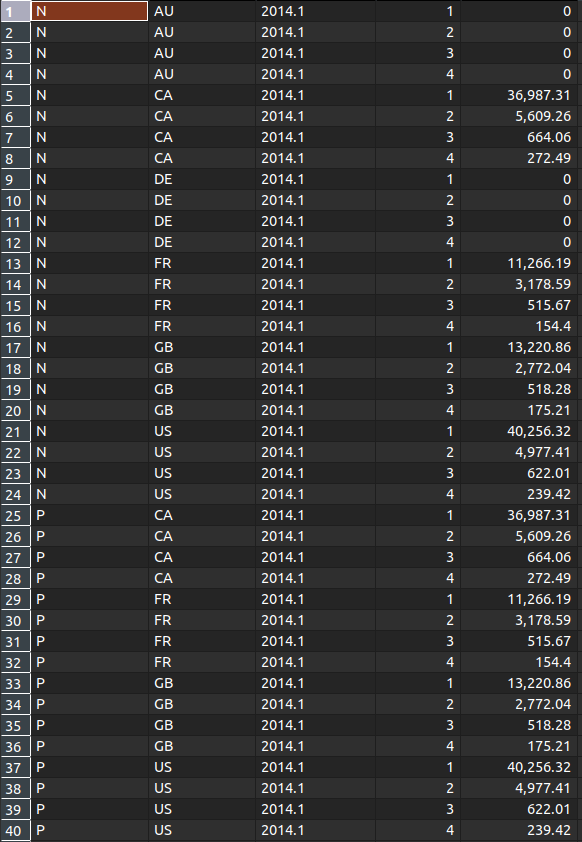 1 N AU 2014.1 1 0
2 N AU 2014.1 2 0
3 N AU 2014.1 3 0
4 N AU 2014.1 4 0
5 N CA 2014.1 1 36,987.31
6 N CA 2014.1 2 5,609.26
7 N CA 2014.1 3 664.06
8 N CA 2014.1 4 272.49
9 N DE 2014.1 1 0
10 N DE 2014.1 2 0
11 N DE 2014.1 3 0
12 N DE 2014.1 4 0
13 N FR 2014.1 1 11,266.19
14 N FR 2014.1 2 3,178.59
15 N FR 2014.1 3 515.67
16 N FR 2014.1 4 154.4
17 N GB 2014.1 1 13,220.86
18 N GB 2014.1 2 2,772.04
19 N GB 2014.1 3 518.28
20 N GB 2014.1 4 175.21
21 N US 2014.1 1 40,256.32
22 N US 2014.1 2 4,977.41
23 N US 2014.1 3 622.01
24 N US 2014.1 4 239.42
25 P CA 2014.1 1 36,987.31
26 P CA 2014.1 2 5,609.26
27 P CA 2014.1 3 664.06
28 P CA 2014.1 4 272.49
29 P FR 2014.1 1 11,266.19
30 P FR 2014.1 2 3,178.59
31 P FR 2014.1 3 515.67
32 P FR 2014.1 4 154.4
33 P GB 2014.1 1 13,220.86
34 P GB 2014.1 2 2,772.04
35 P GB 2014.1 3 518.28
36 P GB 2014.1 4 175.21
37 P US 2014.1 1 40,256.32
38 P US 2014.1 2 4,977.41
39 P US 2014.1 3 622.01
40 P US 2014.1 4 239.42